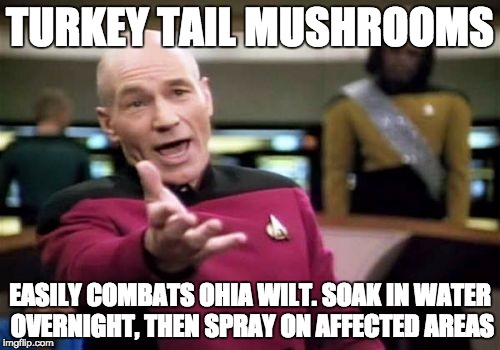 TURKEY TAIL MUSHROOMS
EASILY COMBATS OHIA WILT. SOAK IN WATER
OVERNIGHT, THEN SPRAY ON AFFECTED AREAS
imgflip.com